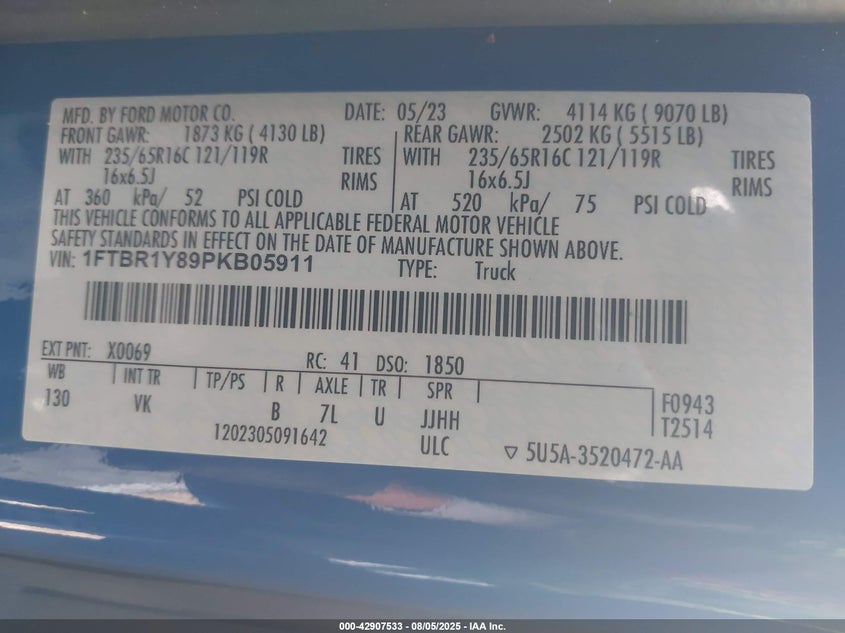 MFD. BY FORD MOTOR CO. DATE: 05/23 GVWR: 4114 KG ( 9070 LB)
FRONT GAWR: 1873 KG ( 4130 LB) REAR GAWR: 2502 KG ( 5515 LB)
WITH 235/65R16C 121/119R TIRES WITH 235/65R16C 121/119R TIRES
16x6.5J RIMS 16x6.5J RIMS
AT 360 kPa/ 52 PSI COLD AT 520 kPa/ 75 PSI COLD
THIS VEHICLE CONFORMS TO ALL APPLICABLE FEDERAL MOTOR VEHICLE
SAFETY STANDARDS IN EFFECT ON THE DATE OF MANUFACTURE SHOWN ABOVE.
VIN: 1FTBR1Y89PKB05911 TYPE: Truck
EXT PNT: X0069 RC: 41 DSO: 1850
WB INT TR TP/PS R AXLE TR SPR
130 VK B 7L U JJHH F0943
1202305091642 ULC T2514
5U5A-3520472-AA
000-42907533 - 08/05/2025 - IAA Inc.